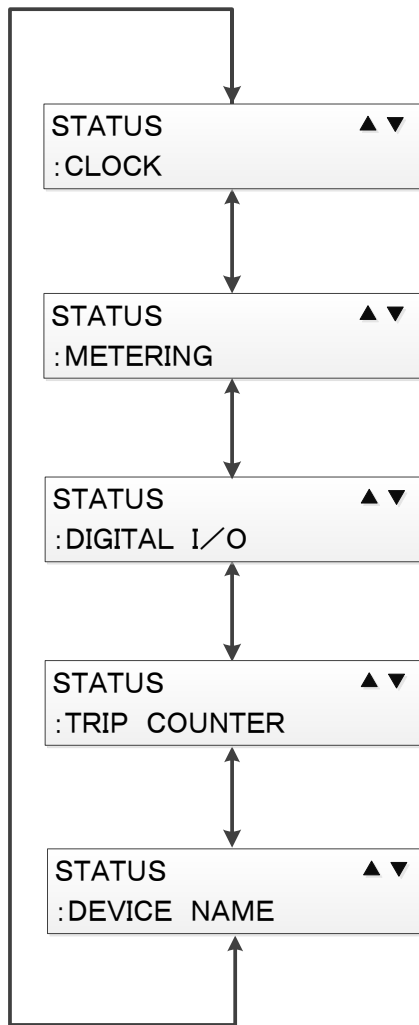 STATUS ▲ ▼
:CLOCK
STATUS ▲ ▼
:METERING
STATUS ▲ ▼
:DIGITAL I／O
STATUS ▲ ▼
:TRIP COUNTER
STATUS ▲ ▼
:DEVICE NAME